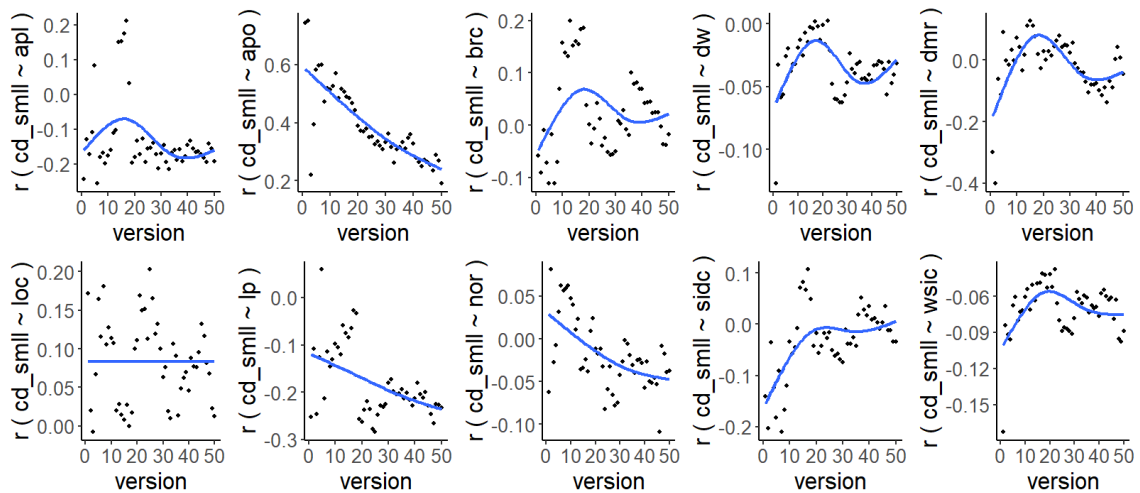 r ( cd_smll ~ apl )
0.2
0.1
0.0
-0.1
-0.2
0 10 20 30 40 50
version
r ( cd_smll ~ apo )
0.6
0.4
0.2
0 10 20 30 40 50
version
r ( cd_smll ~ brc )
0.2
0.1
0.0
-0.1
0 10 20 30 40 50
version
r ( cd_smll ~ dw )
0.00
-0.05
-0.10
0 10 20 30 40 50
version
r ( cd_smll ~ dmr )
0.0
-0.2
-0.4
0 10 20 30 40 50
version
r ( cd_smll ~ loc )
0.20
0.15
0.10
0.05
0.00
0 10 20 30 40 50
version
r ( cd_smll ~ lp )
0.0
-0.1
-0.2
-0.3
0 10 20 30 40 50
version
r ( cd_smll ~ nor )
0.05
0.00
-0.05
-0.10
0 10 20 30 40 50
version
r ( cd_smll ~ sidc )
0.1
0.0
-0.1
-0.2
0 10 20 30 40 50
version
r ( cd_smll ~ wsic )
-0.06
-0.09
-0.12
-0.15
0 10 20 30 40 50
version